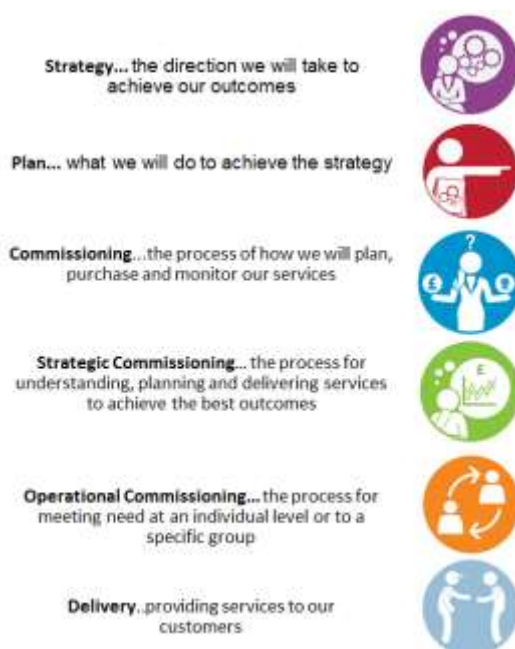 Strategy... the direction we will take to
achieve our outcomes
Plan... what we will do to achieve the strategy
Commissioning...the process of how we will plan,
purchase and monitor our services
?
£
Strategic Commissioning... the process for
understanding, planning and delivering services
to achieve the best outcomes
£
Operational Commissioning... the process for
meeting need at an individual level or to a
specific group
Delivery..providing services to our
customers